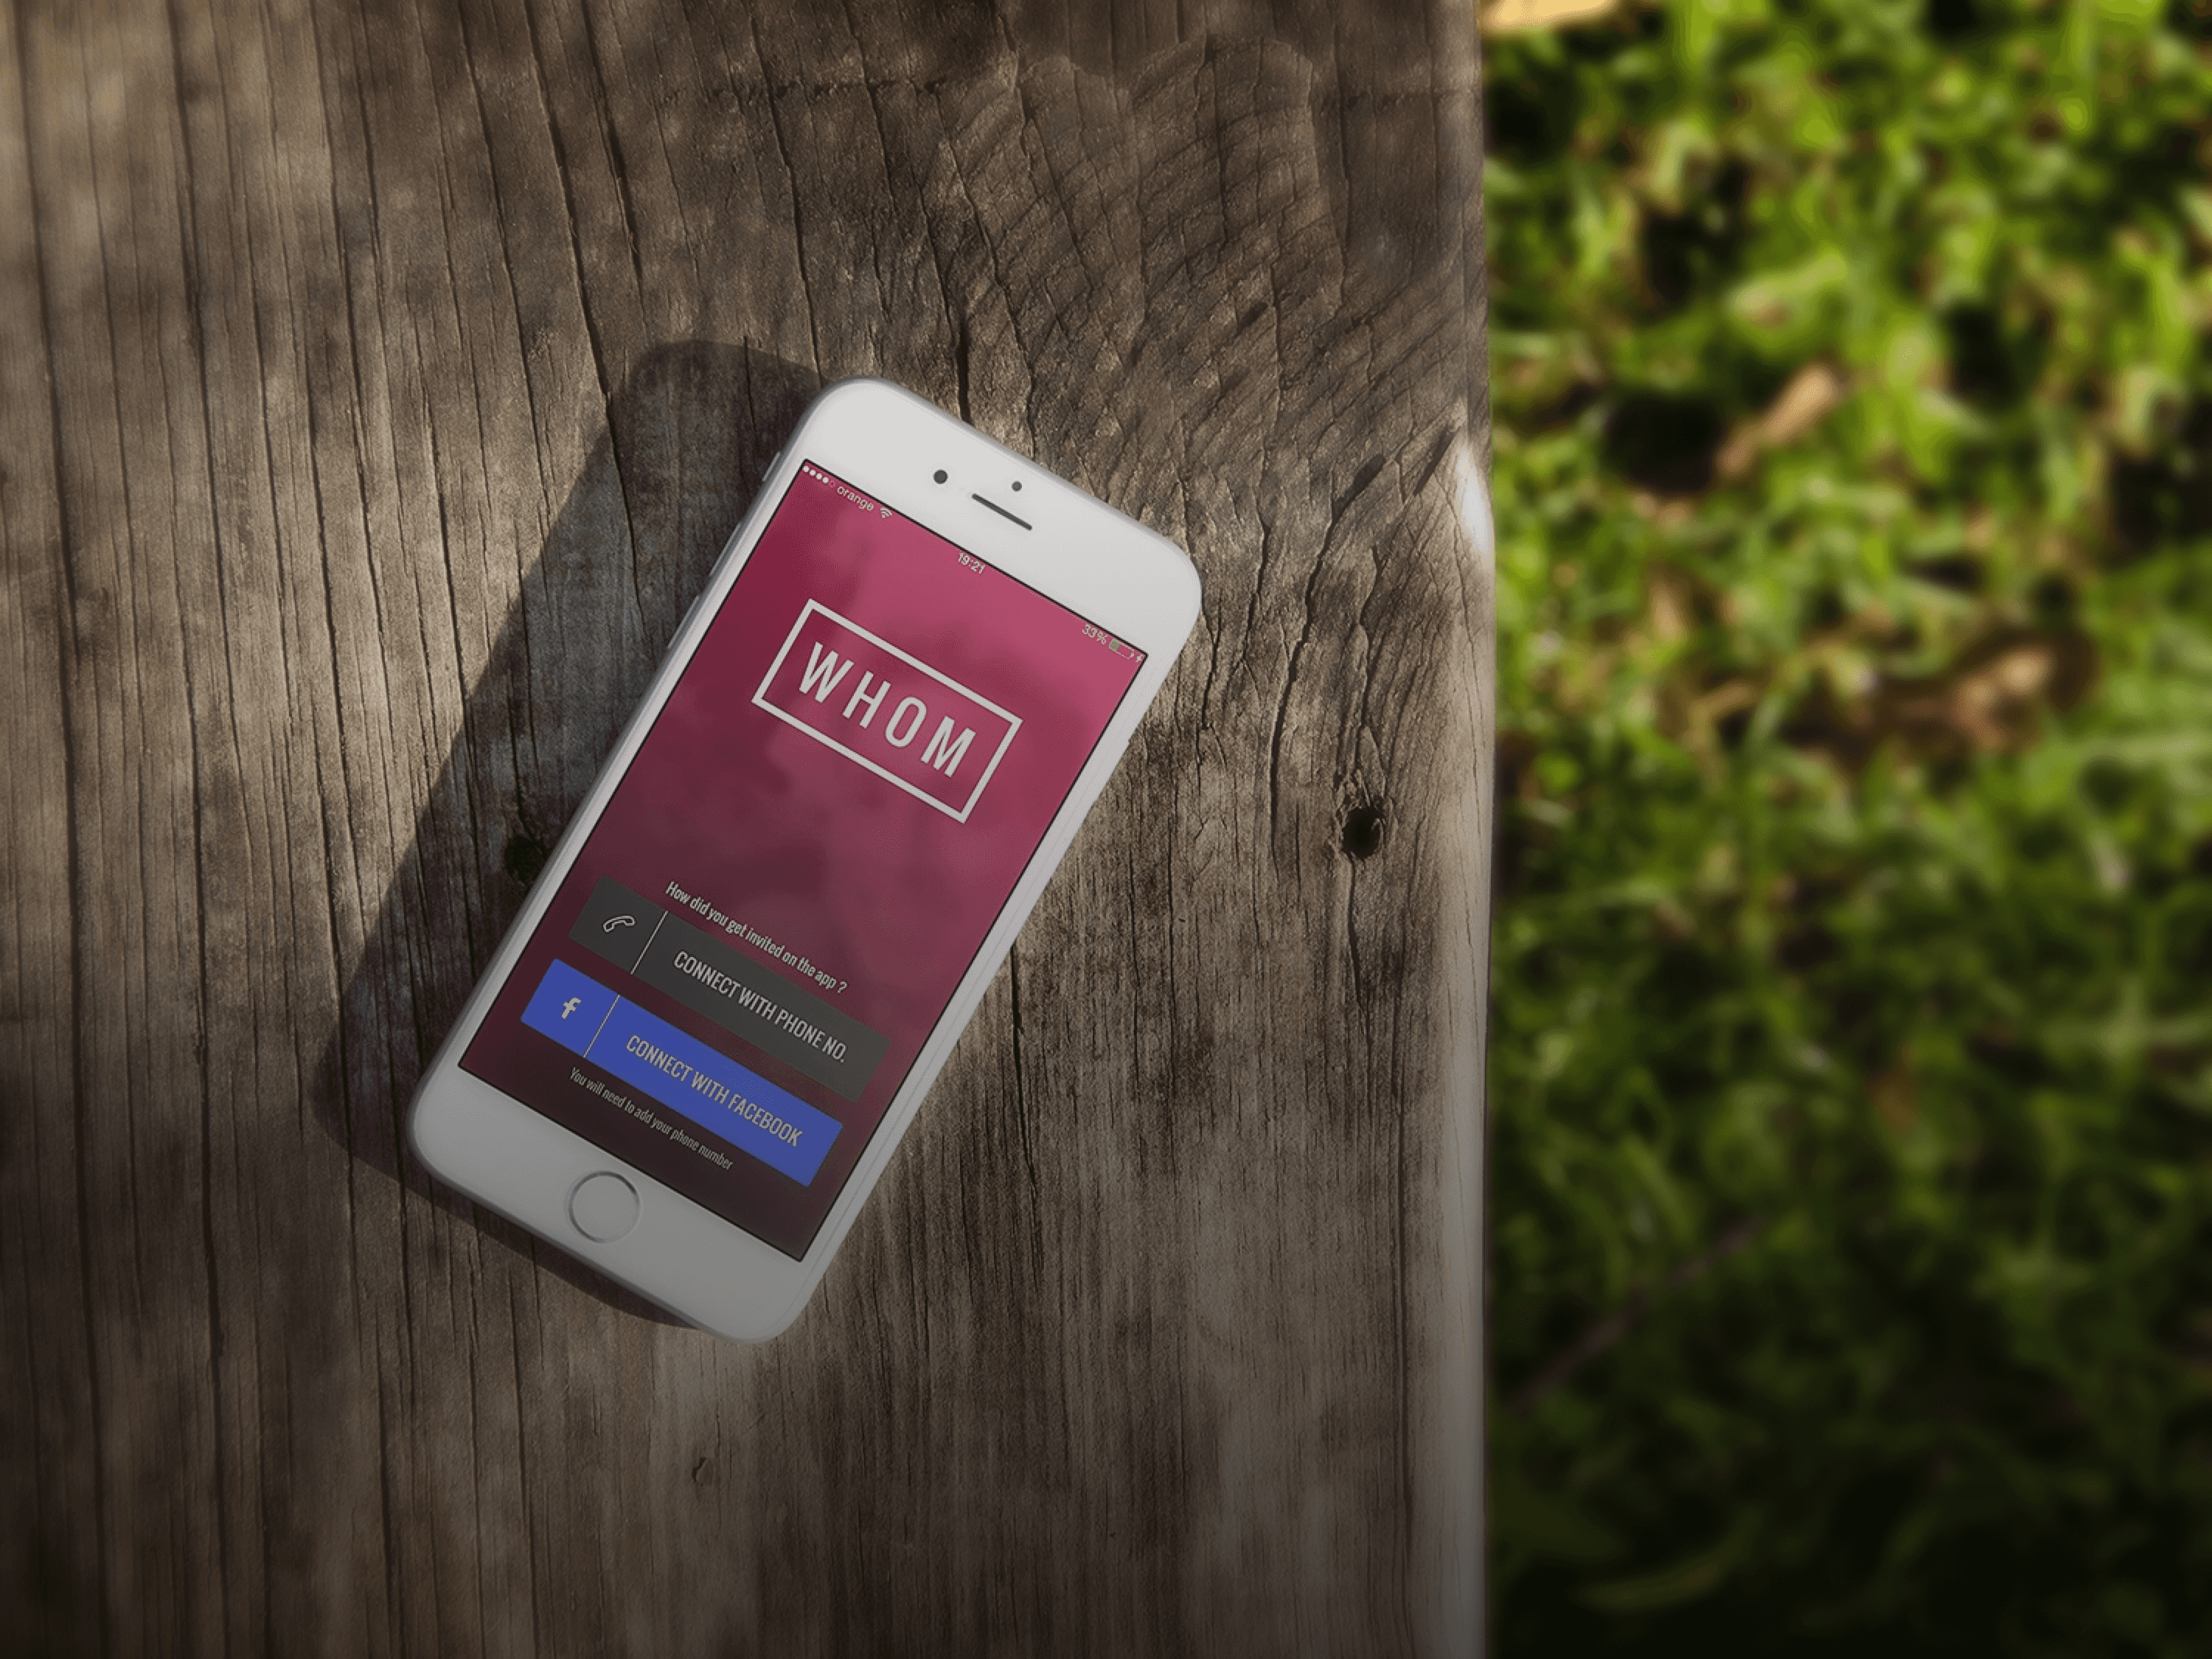 orange
19:21
33%
WHOM
How did you get invited on the app ?
CONNECT WITH PHONE NO.
f
CONNECT WITH FACEBOOK
You will need to add your phone number